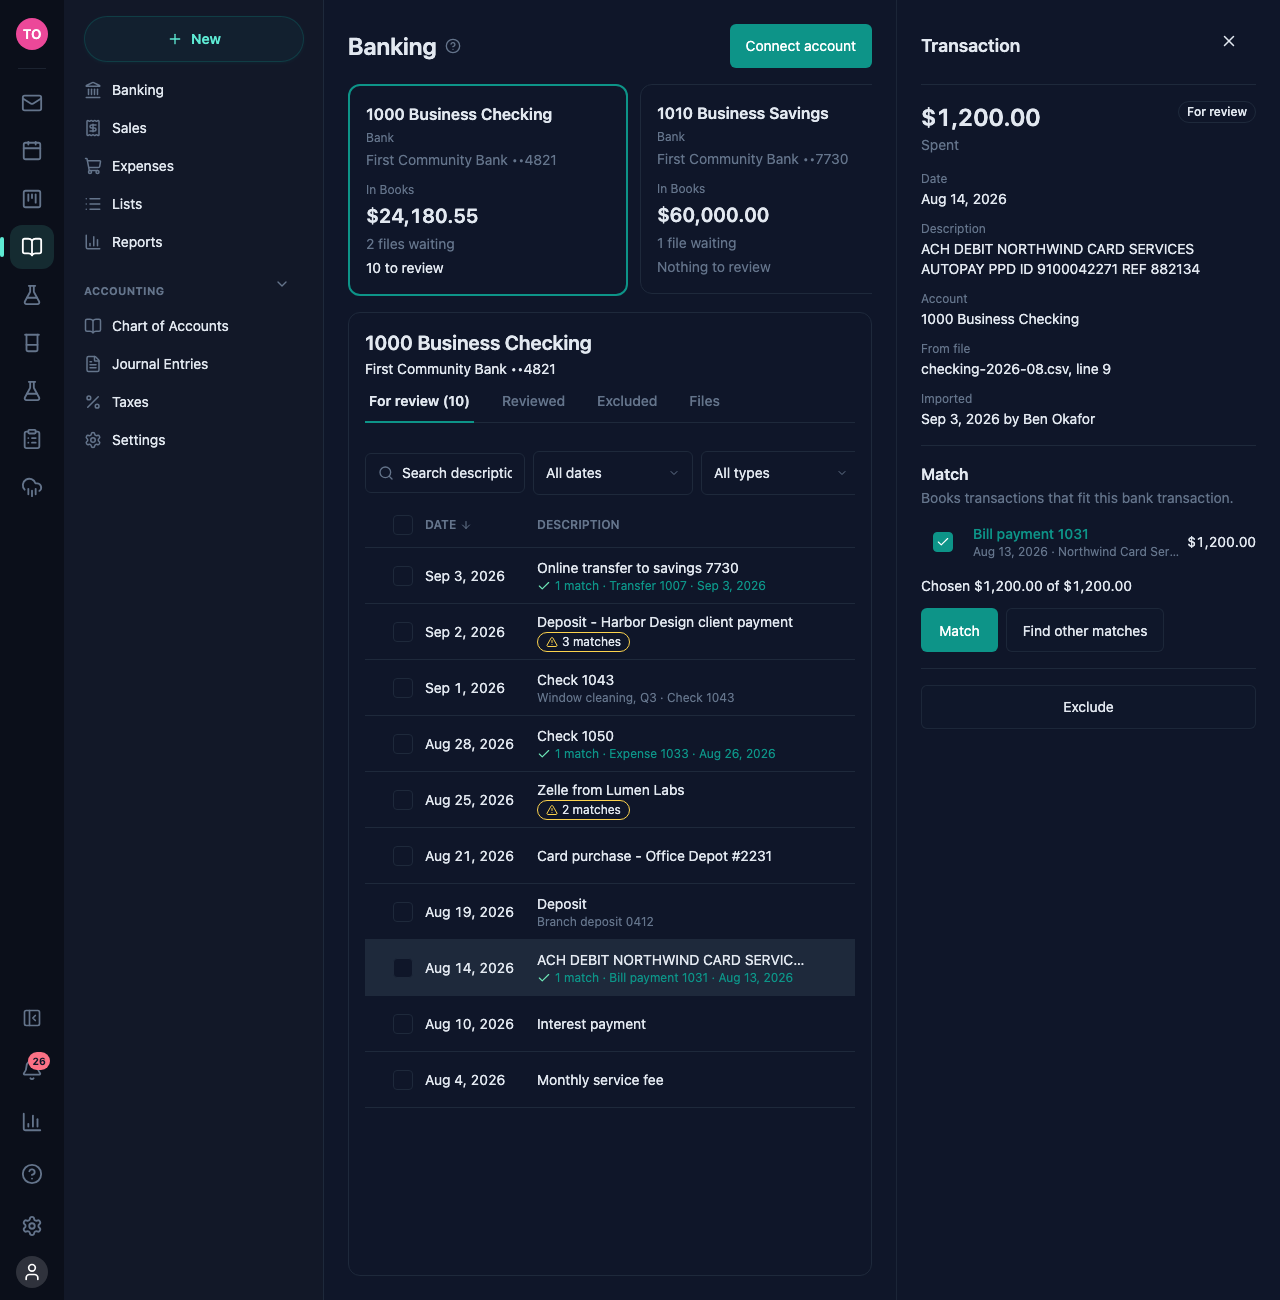 TO
26
New
Banking
Sales
Expenses
Lists
Reports
ACCOUNTING
Chart of Accounts
Journal Entries
Taxes
Settings
Banking
Connect account
1000 Business Checking
Bank
First Community Bank ••4821
In Books
$24,180.55
2 files waiting
10 to review
1010 Business Savings
Bank
First Community Bank ••7730
In Books
$60,000.00
1 file waiting
Nothing to review
1000 Business Checking
First Community Bank ••4821
For review (10)
Reviewed
Excluded
Files
Search descriptic
All dates
All types
DATE
DESCRIPTION
Sep 3, 2026
Online transfer to savings 7730
1 match · Transfer 1007 · Sep 3, 2026
Sep 2, 2026
Deposit - Harbor Design client payment
3 matches
Sep 1, 2026
Check 1043
Window cleaning, Q3 · Check 1043
Aug 28, 2026
Check 1050
1 match · Expense 1033 · Aug 26, 2026
Aug 25, 2026
Zelle from Lumen Labs
2 matches
Aug 21, 2026
Card purchase - Office Depot #2231
Aug 19, 2026
Deposit
Branch deposit 0412
Aug 14, 2026
ACH DEBIT NORTHWIND CARD SERVIC...
1 match · Bill payment 1031 · Aug 13, 2026
Aug 10, 2026
Interest payment
Aug 4, 2026
Monthly service fee
Transaction
$1,200.00
For review
Spent
Date
Aug 14, 2026
Description
ACH DEBIT NORTHWIND CARD SERVICES
AUTOPAY PPD ID 9100042271 REF 882134
Account
1000 Business Checking
From file
checking-2026-08.csv, line 9
Imported
Sep 3, 2026 by Ben Okafor
Match
Books transactions that fit this bank transaction.
Bill payment 1031
Aug 13, 2026 · Northwind Card Ser...
$1,200.00
Chosen $1,200.00 of $1,200.00
Match
Find other matches
Exclude